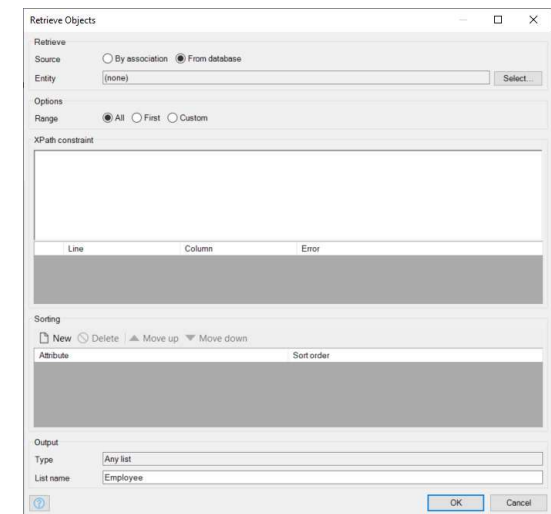 Retrieve Objects
Retrieve
Source By association From database
Entity (none) Select...
Options
Range All First Custom
XPath constraint
Line Column Error
Sorting
New Delete Move up Move down
Attribute Sort order
Output
Type Any list
List name Employee
? OK Cancel